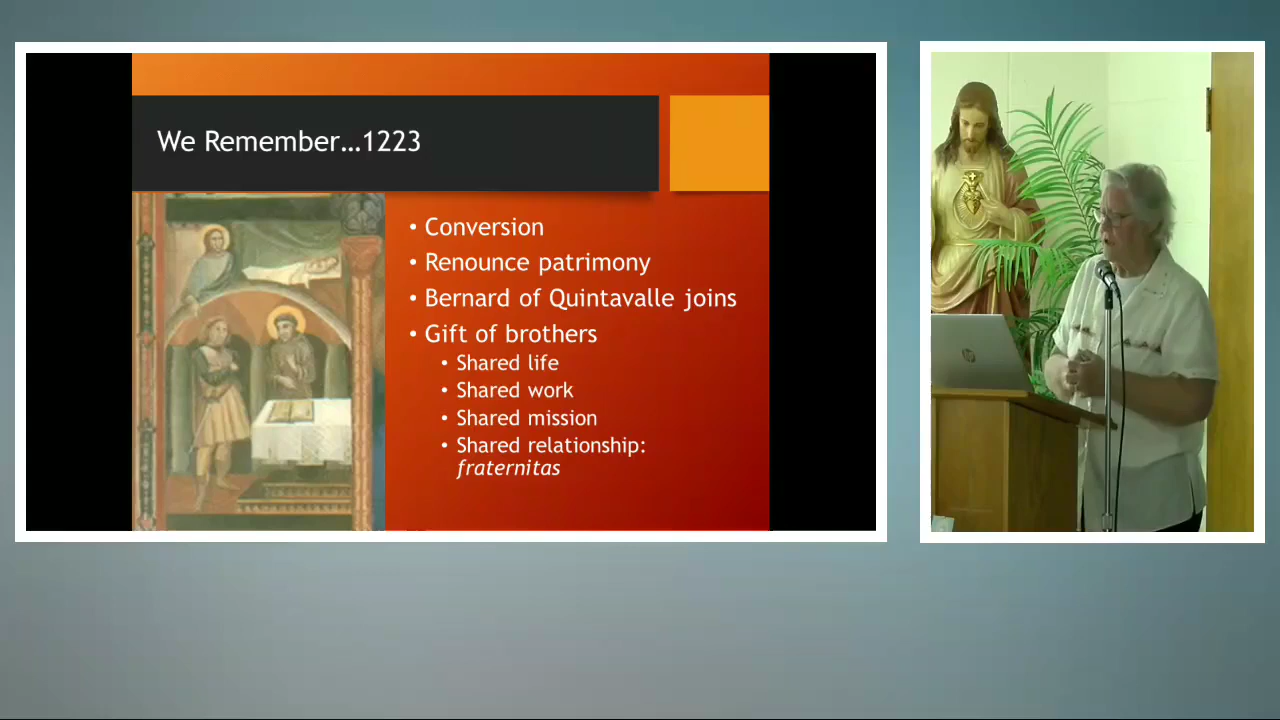 We Remember...1223
• Conversion
• Renounce patrimony
• Bernard of Quintavalle joins
• Gift of brothers
• Shared life
• Shared work
• Shared mission
• Shared relationship:
fraternitas
hp